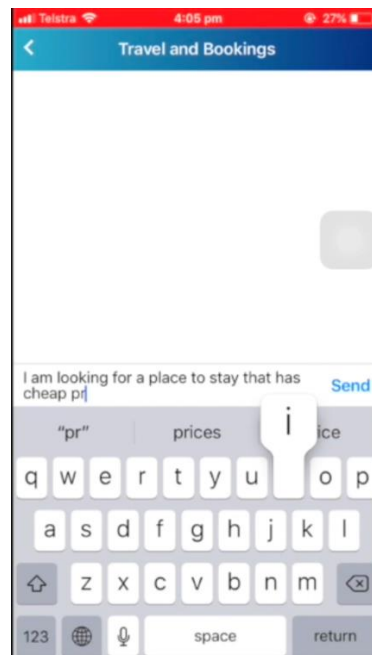 Telstra 4:05 pm 27%
Travel and Bookings
I am looking for a place to stay that has
cheap pr
Send
"pr" prices ice
i
q w e r t y u o p
a s d f g h j k l
z x c v b n m
123 space return